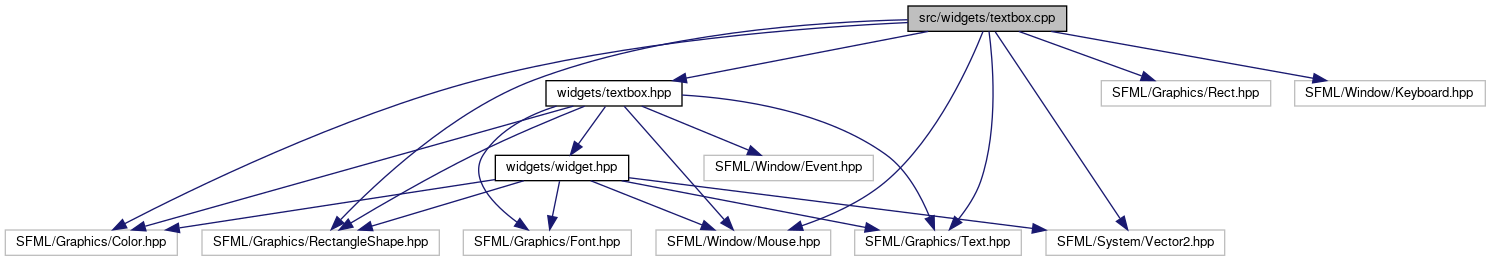 src/widgets/textbox.cpp
widgets/textbox.hpp
SFML/Graphics/Rect.hpp
SFML/Window/Keyboard.hpp
widgets/widget.hpp
SFML/Window/Event.hpp
SFML/Graphics/Color.hpp
SFML/Graphics/RectangleShape.hpp
SFML/Graphics/Font.hpp
SFML/Window/Mouse.hpp
SFML/Graphics/Text.hpp
SFML/System/Vector2.hpp